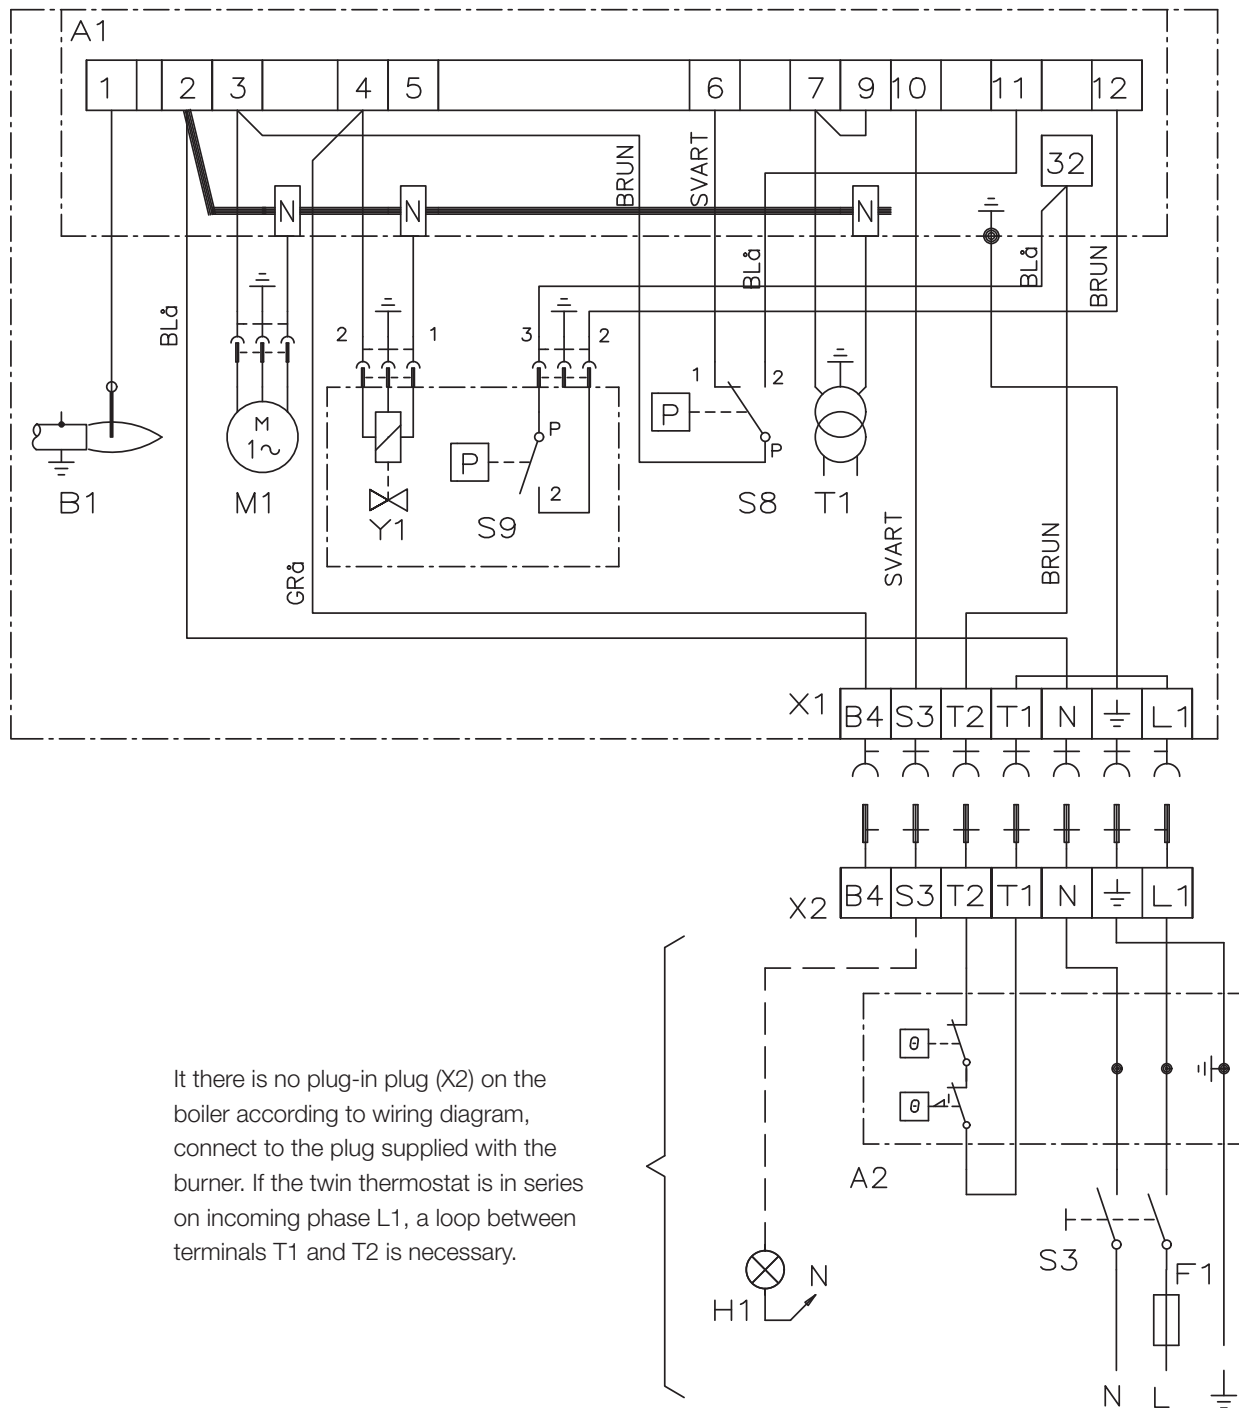 A1
1 2 3 4 5 6 7 9 10 11 12
32
N N N
BRUN
SVART
BLå
BLå
BLå
BRUN
2 1 3 2
1 2
M
1~
P
P
2
P
P
B1 M1 Y1 S9 S8 T1
GRå
SVART
BRUN
X1 B4 S3 T2 T1 N L1
X2 B4 S3 T2 T1 N L1
θ
θ
A2
It there is no plug-in plug (X2) on the
boiler according to wiring diagram,
connect to the plug supplied with the
burner. If the twin thermostat is in series
on incoming phase L1, a loop between
terminals T1 and T2 is necessary.
S3
F1
H1
N
N L